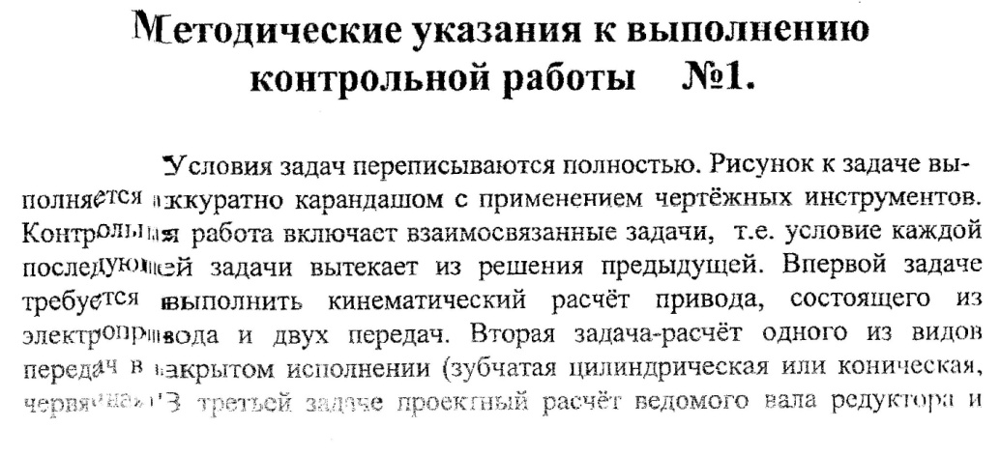 Методические указания к выполнению
контрольной работы №1.
Условия задач переписываются полностью. Рисунок к задаче вы-
полняется аккуратно карандашом с применением чертёжных инструментов.
Контрольная работа включает взаимосвязанные задачи, т.е. условие каждой
последующей задачи вытекает из решения предыдущей. Впервой задаче
требуется выполнить кинематический расчёт привода, состоящего из
электропривода и двух передач. Вторая задача-расчёт одного из видов
передач в закрытом исполнении (зубчатая цилиндрическая или коническая,
червячная) В третьей задаче проектный расчёт ведомого вала редуктора и